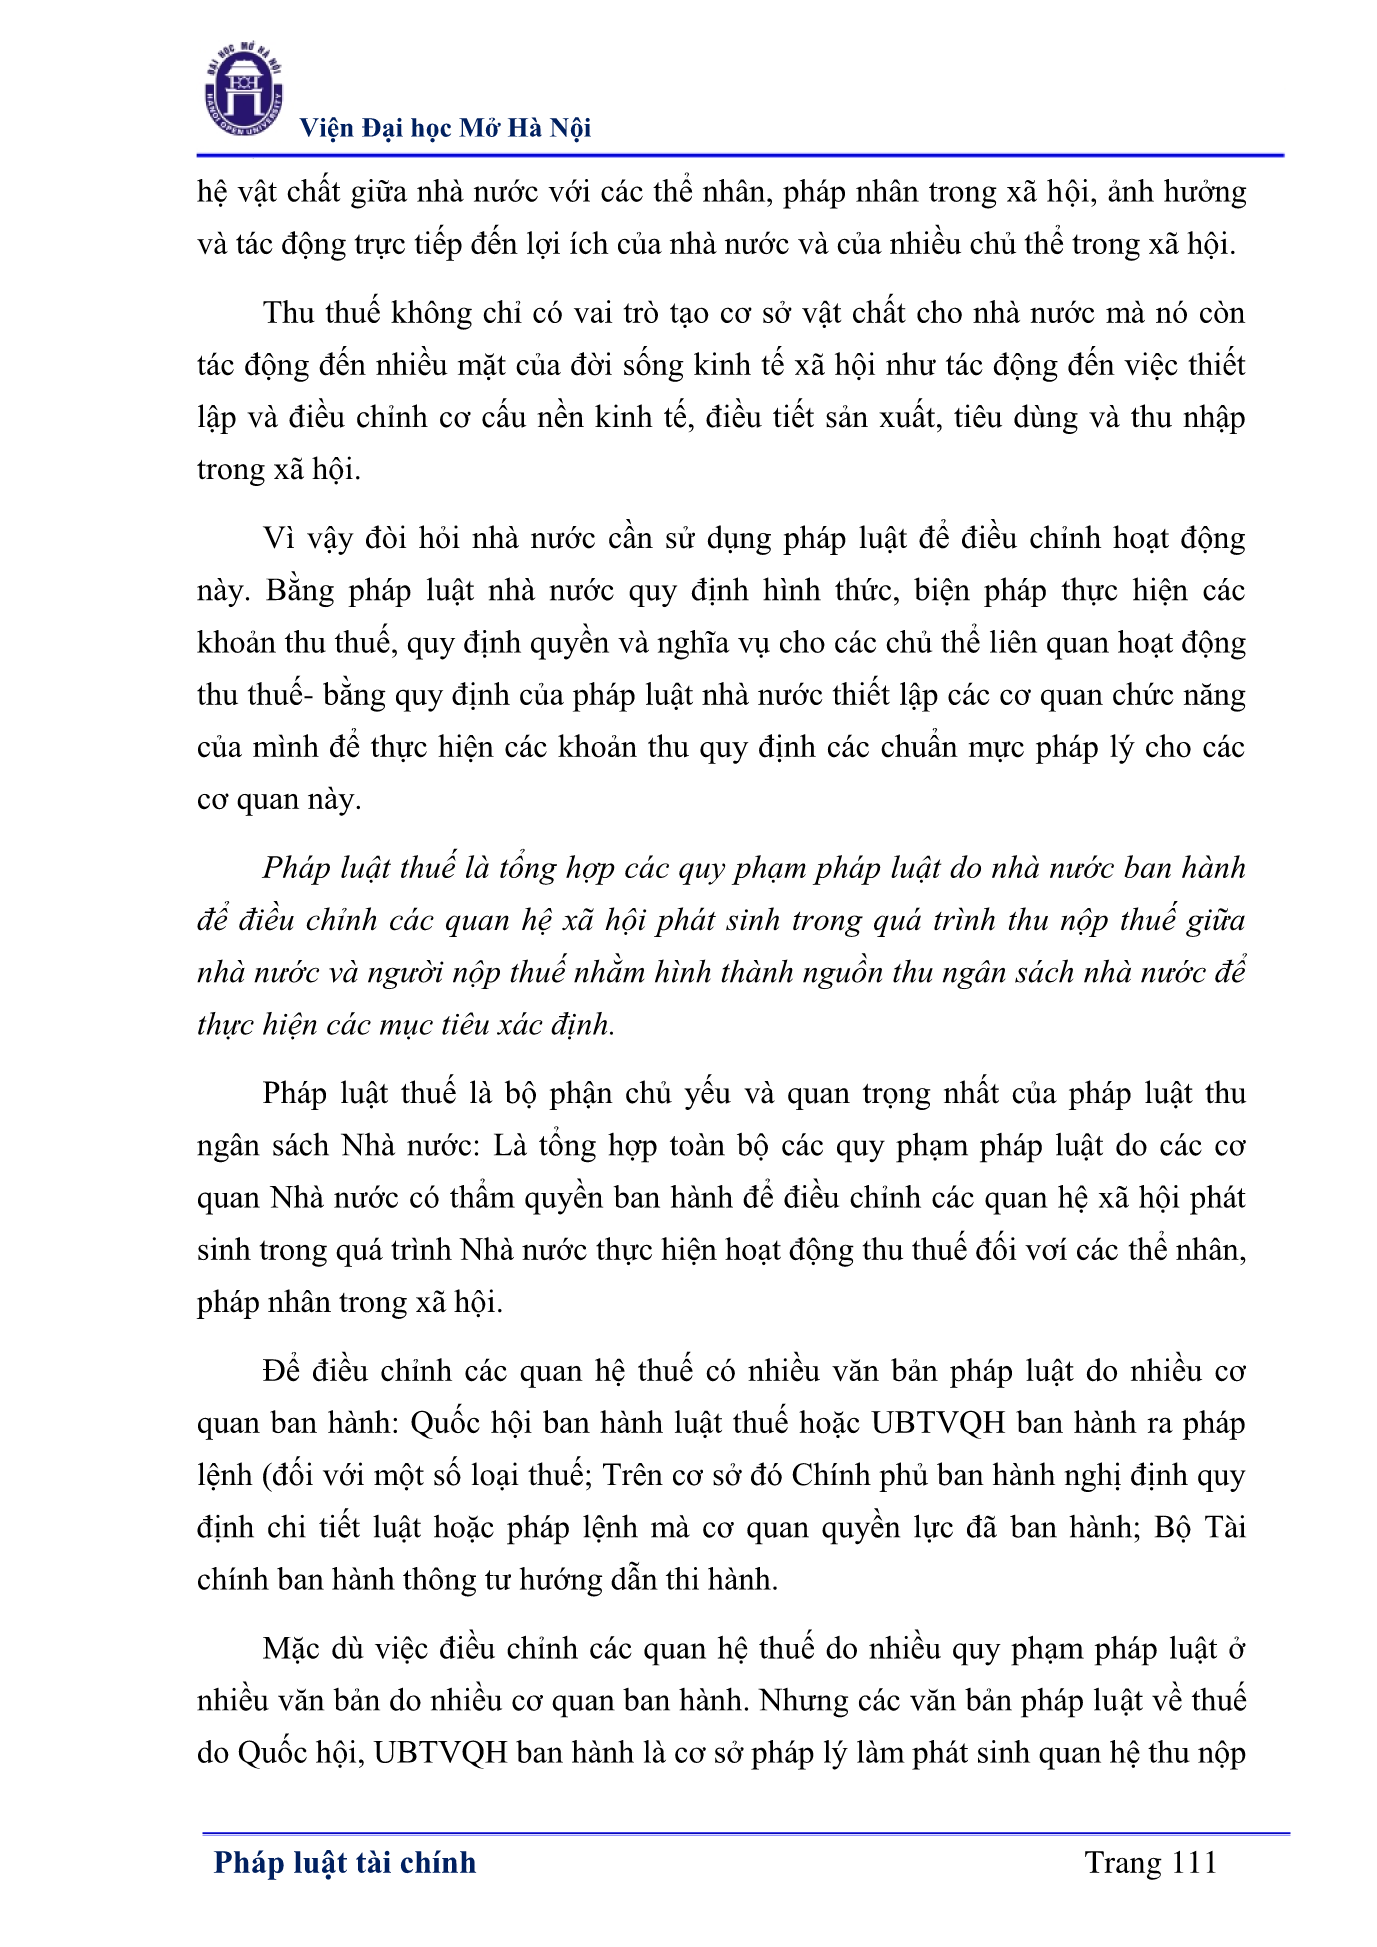 ĐẠI HỌC MỞ HÀ NỘI
HANOI OPEN UNIVERSITY
Viện Đại học Mở Hà Nội
hệ vật chất giữa nhà nước với các thể nhân, pháp nhân trong xã hội, ảnh hưởng
và tác động trực tiếp đến lợi ích của nhà nước và của nhiều chủ thể trong xã hội.
Thu thuế không chỉ có vai trò tạo cơ sở vật chất cho nhà nước mà nó còn
tác động đến nhiều mặt của đời sống kinh tế xã hội như tác động đến việc thiết
lập và điều chỉnh cơ cấu nền kinh tế, điều tiết sản xuất, tiêu dùng và thu nhập
trong xã hội.
Vì vậy đòi hỏi nhà nước cần sử dụng pháp luật để điều chỉnh hoạt động
này. Bằng pháp luật nhà nước quy định hình thức, biện pháp thực hiện các
khoản thu thuế, quy định quyền và nghĩa vụ cho các chủ thể liên quan hoạt động
thu thuế- bằng quy định của pháp luật nhà nước thiết lập các cơ quan chức năng
của mình để thực hiện các khoản thu quy định các chuẩn mực pháp lý cho các
cơ quan này.
Pháp luật thuế là tổng hợp các quy phạm pháp luật do nhà nước ban hành
để điều chỉnh các quan hệ xã hội phát sinh trong quá trình thu nộp thuế giữa
nhà nước và người nộp thuế nhằm hình thành nguồn thu ngân sách nhà nước để
thực hiện các mục tiêu xác định.
Pháp luật thuế là bộ phận chủ yếu và quan trọng nhất của pháp luật thu
ngân sách Nhà nước: Là tổng hợp toàn bộ các quy phạm pháp luật do các cơ
quan Nhà nước có thẩm quyền ban hành để điều chỉnh các quan hệ xã hội phát
sinh trong quá trình Nhà nước thực hiện hoạt động thu thuế đối vơí các thể nhân,
pháp nhân trong xã hội.
Để điều chỉnh các quan hệ thuế có nhiều văn bản pháp luật do nhiều cơ
quan ban hành: Quốc hội ban hành luật thuế hoặc UBTVQH ban hành ra pháp
lệnh (đối với một số loại thuế; Trên cơ sở đó Chính phủ ban hành nghị định quy
định chi tiết luật hoặc pháp lệnh mà cơ quan quyền lực đã ban hành; Bộ Tài
chính ban hành thông tư hướng dẫn thi hành.
Mặc dù việc điều chỉnh các quan hệ thuế do nhiều quy phạm pháp luật ở
nhiều văn bản do nhiều cơ quan ban hành. Nhưng các văn bản pháp luật về thuế
do Quốc hội, UBTVQH ban hành là cơ sở pháp lý làm phát sinh quan hệ thu nộp
Pháp luật tài chính
Trang 111